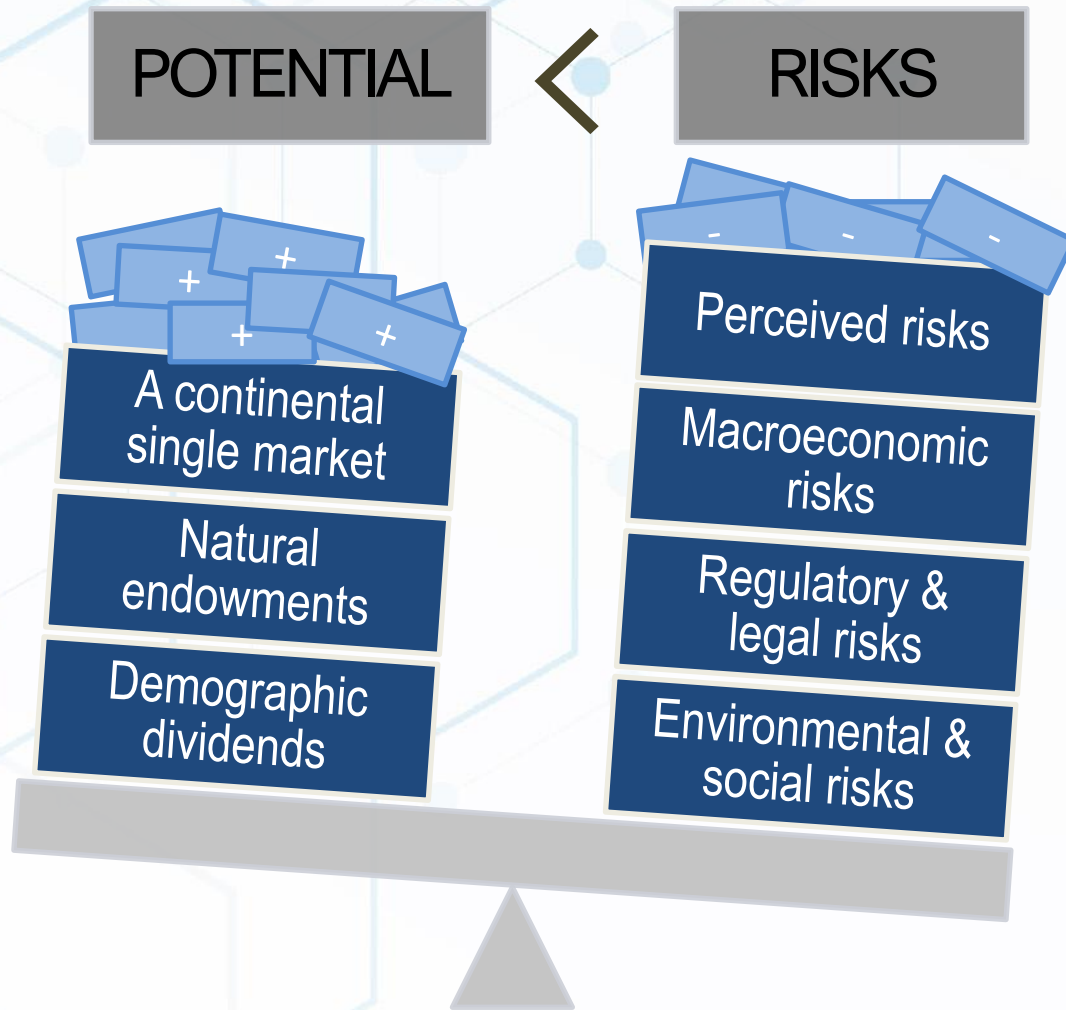 POTENTIAL < RISKS
+
+
+
+
A continental
single market
Natural
endowments
Demographic
dividends
-
-
-
Perceived risks
Macroeconomic
risks
Regulatory &
legal risks
Environmental &
social risks